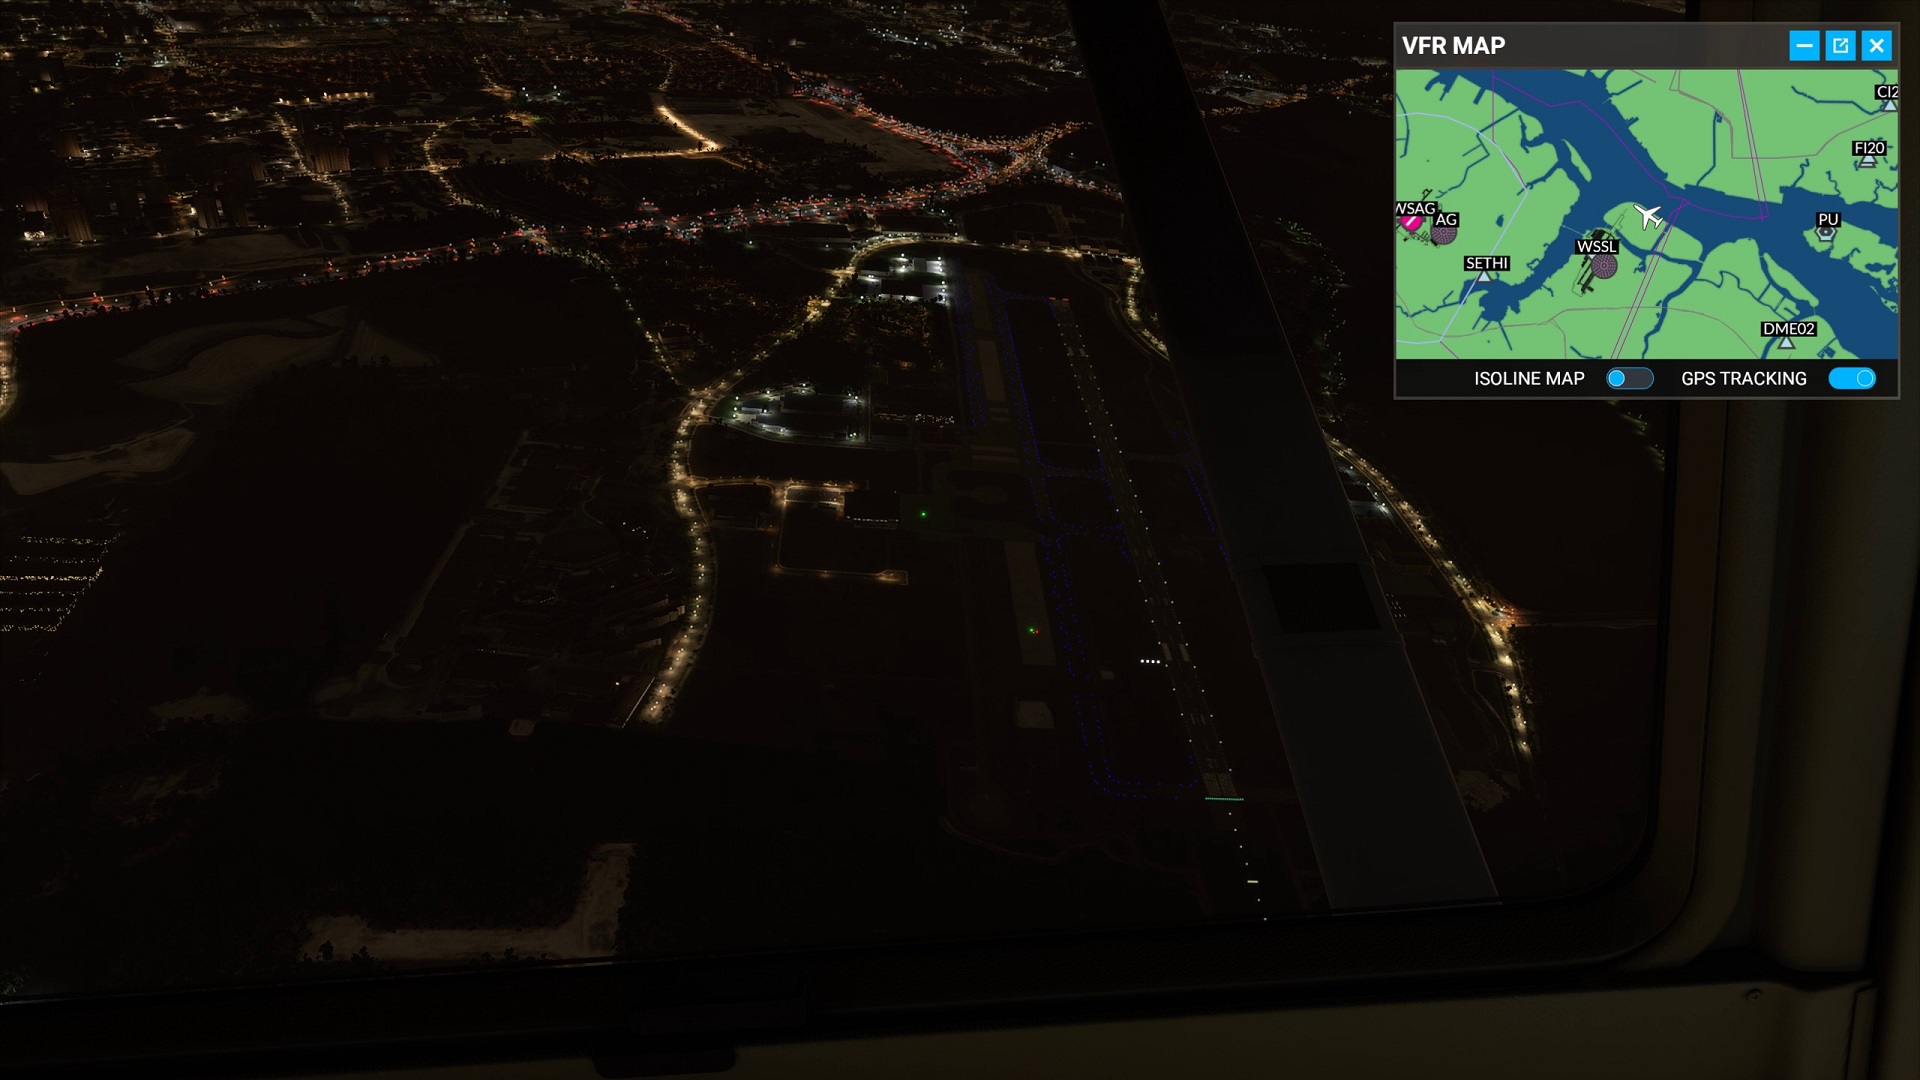 VFR MAP
CI2
FI20
WSAG
AG
PU
WSSL
SETHI
DME02
ISOLINE MAP
GPS TRACKING